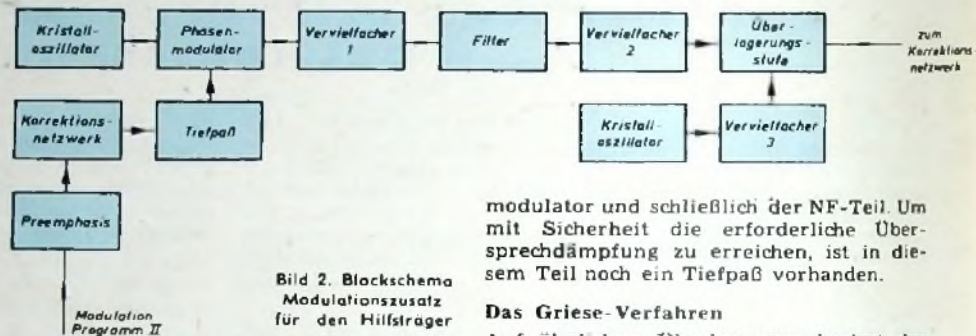 Kristall-
oszillator
Phasen-
modulator
Vervielfacher
1
Filter
Vervielfacher
2
Über-
lagerungs-
stufe
zum
Korrektions-
netzwerk
Korrektions-
netzwerk
Tiefpaß
Kristall-
oszillator
Vervielfacher
3
Preemphasis
Modulation
Programm II
Bild 2. Blockschema
Modulationszusatz
für den Hilfsträger
modulator und schließlich der NF-Teil. Um
mit Sicherheit die erforderliche Über-
sprechdämpfung zu erreichen, ist in die-
sem Teil noch ein Tiefpaß vorhanden.
Das Griese-Verfahren